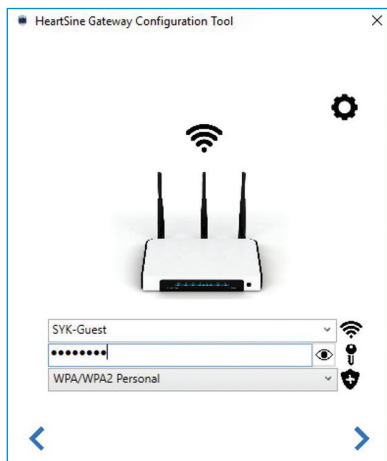 HeartSine Gateway Configuration Tool
SYK-Guest
••••••••
WPA/WPA2 Personal